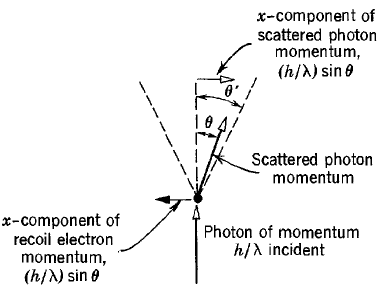 x-component of
scattered photon
momentum,
(h/λ) sin θ
θ'
θ
Scattered photon
momentum
x-component of
recoil electron
momentum,
(h/λ) sin θ
Photon of momentum
h/λ incident